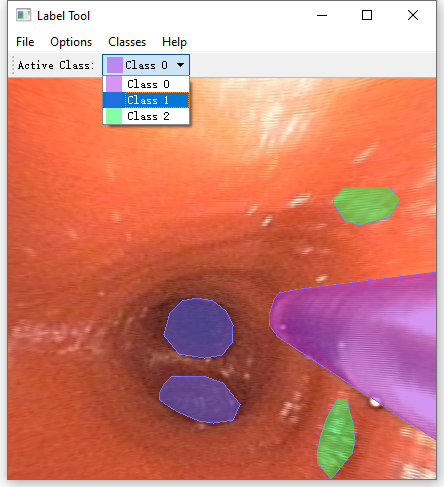 Label Tool
File Options Classes Help
Active Class: Class 0
Class 0
Class 1
Class 2